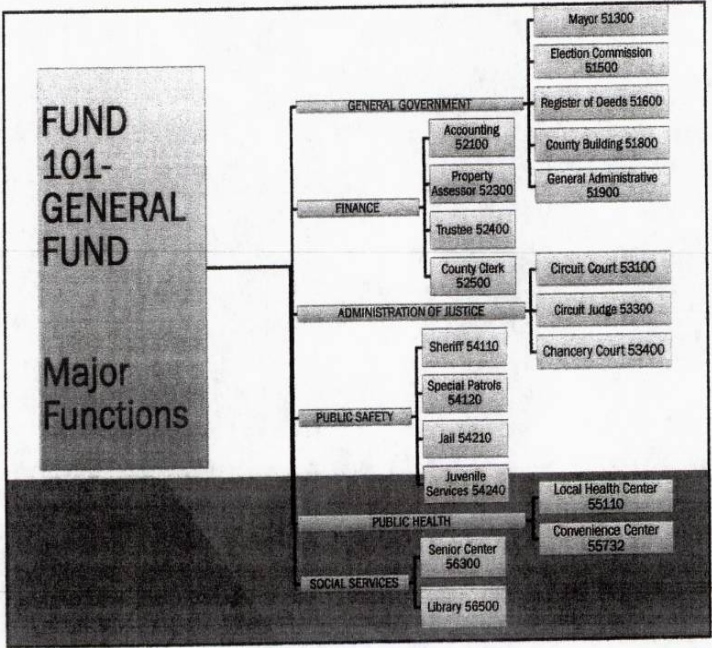 FUND
101-
GENERAL
FUND
Major
Functions
GENERAL GOVERNMENT
Mayor 51300
Election Commission
51500
Register of Deeds 51600
County Building 51800
General Administrative
51900
FINANCE
Accounting
52100
Property
Assessor 52300
Trustee 52400
County Clerk
52500
ADMINISTRATION OF JUSTICE
Circuit Court 53100
Circuit Judge 53300
Chancery Court 53400
PUBLIC SAFETY
Sheriff 54110
Special Patrols
54120
Jail 54210
Juvenile
Services 54240
PUBLIC HEALTH
Local Health Center
55110
Convenience Center
55732
SOCIAL SERVICES
Senior Center
56300
Library 56500